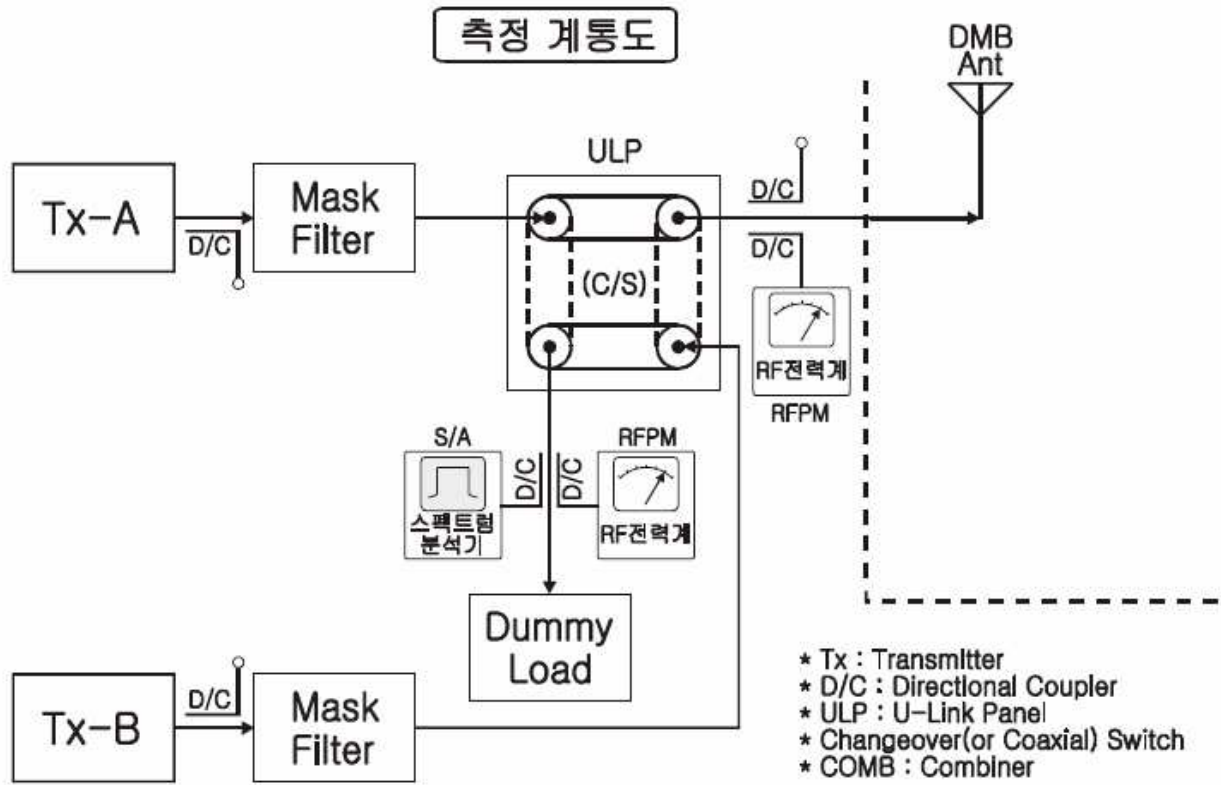 측정 계통도
DMB
Ant
ULP
Tx-A
D/C
Mask
Filter
(C/S)
D/C
D/C
RF전력계
RFPM
S/A
스펙트럼
분석기
D/C
D/C
RFPM
RF전력계
Dummy
Load
Tx-B
D/C
Mask
Filter
* Tx : Transmitter
* D/C : Directional Coupler
* ULP : U-Link Panel
* Changeover(or Coaxial) Switch
* COMB : Combiner